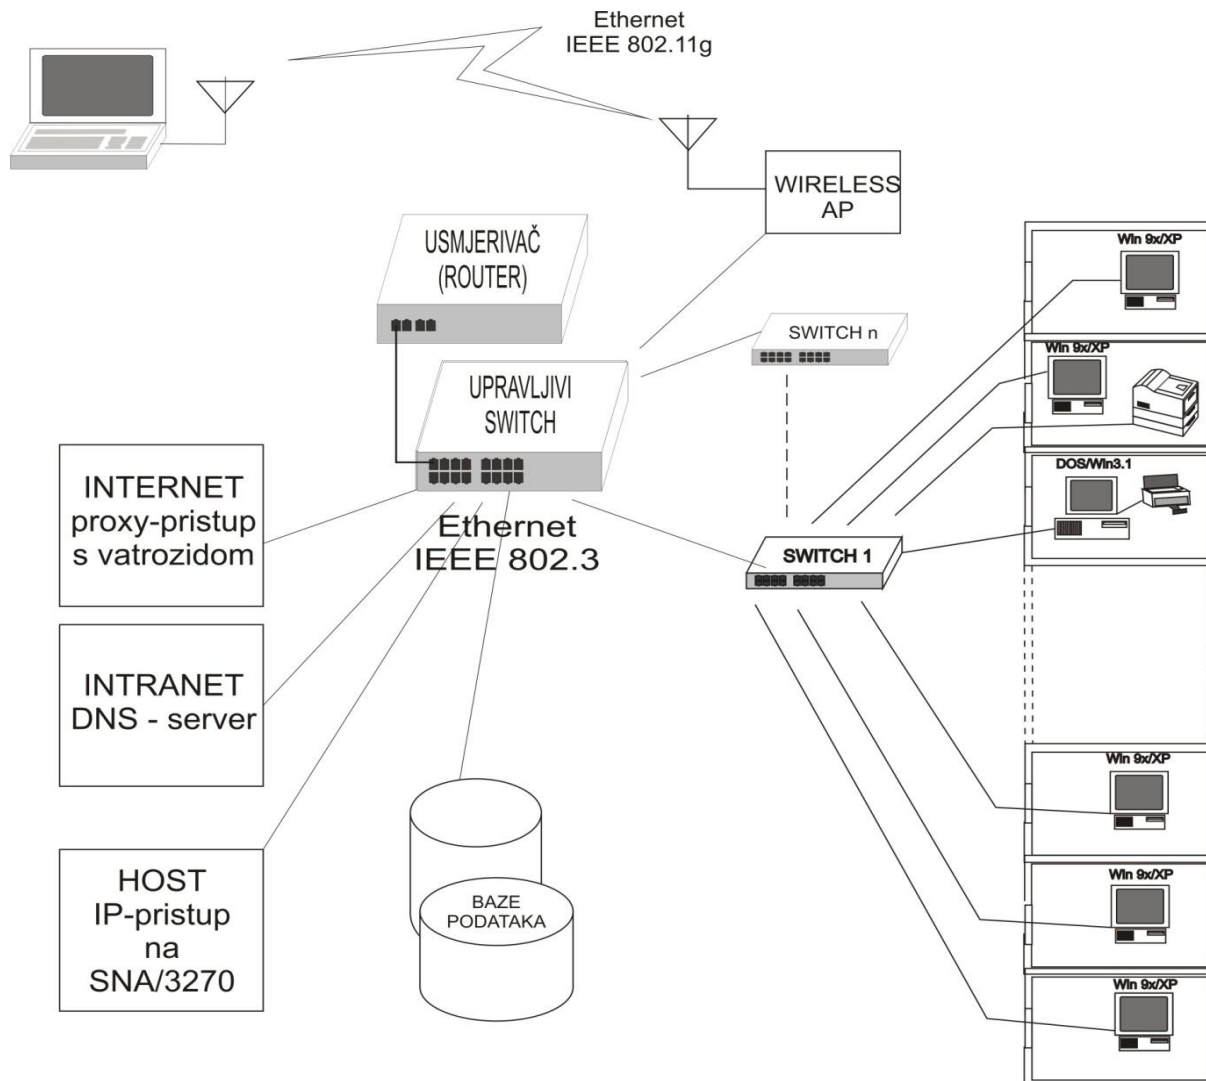 Ethernet
IEEE 802.11g
WIRELESS
AP
USMJERIVAČ
(ROUTER)
Win 9x/XP
SWITCH n
Win 9x/XP
UPRAVLJIVI
SWITCH
DOS/Win3.1
INTERNET
proxy-pristup
s vatrozidom
Ethernet
IEEE 802.3
SWITCH 1
INTRANET
DNS - server
Win 9x/XP
HOST
IP-pristup
na
SNA/3270
BAZE
PODATAKA
Win 9x/XP
Win 9x/XP